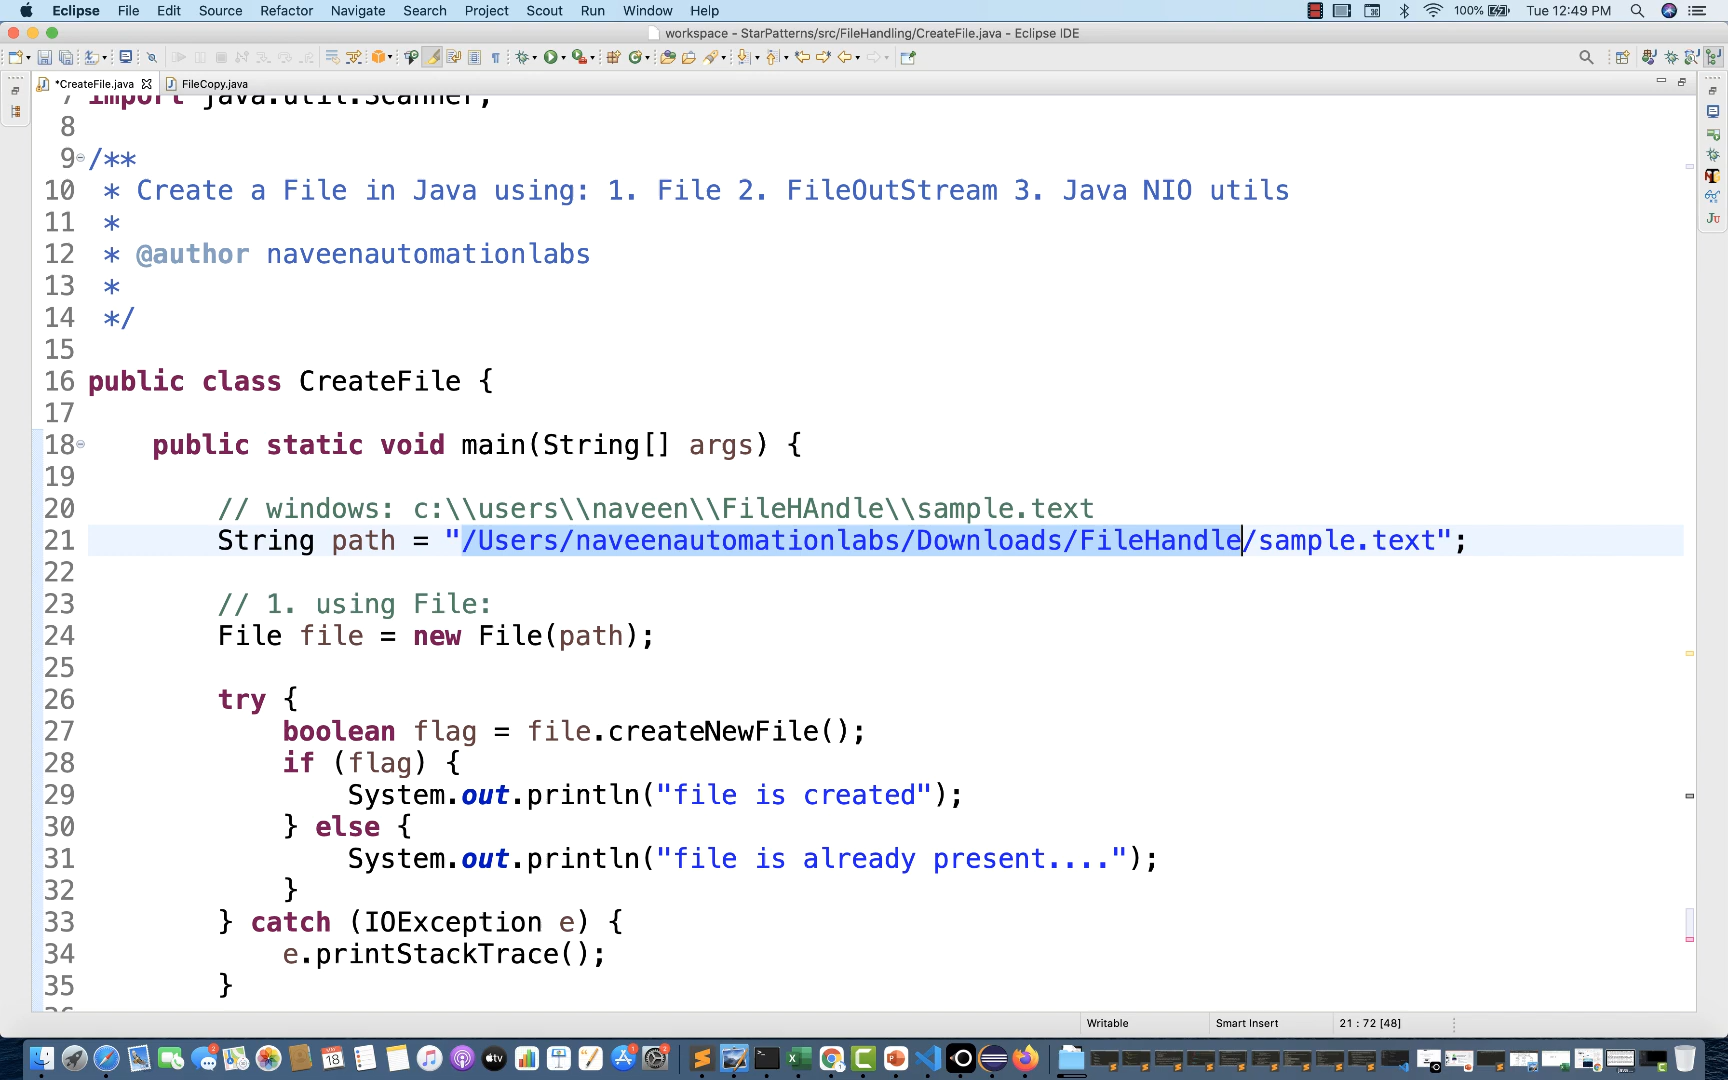 Eclipse File Edit Source Refactor Navigate Search Project Scout Run Window Help 100% Tue 12:49 PM
workspace - StarPatterns/src/FileHandling/CreateFile.java - Eclipse IDE
*CreateFile.java FileCopy.java
7 import java.util.Scanner;
8
9 /**
10 * Create a File in Java using: 1. File 2. FileOutStream 3. Java NIO utils
11 *
12 * @author naveenautomationlabs
13 *
14 */
15
16 public class CreateFile {
17
18 public static void main(String[] args) {
19
20 // windows: c:\\users\\naveen\\FileHAndle\\sample.text
21 String path = "/Users/naveenautomationlabs/Downloads/FileHandle/sample.text";
22
23 // 1. using File:
24 File file = new File(path);
25
26 try {
27 boolean flag = file.createNewFile();
28 if (flag) {
29 System.out.println("file is created");
30 } else {
31 System.out.println("file is already present....");
32 }
33 } catch (IOException e) {
34 e.printStackTrace();
35 }
Writable Smart Insert 21 : 72 [48]